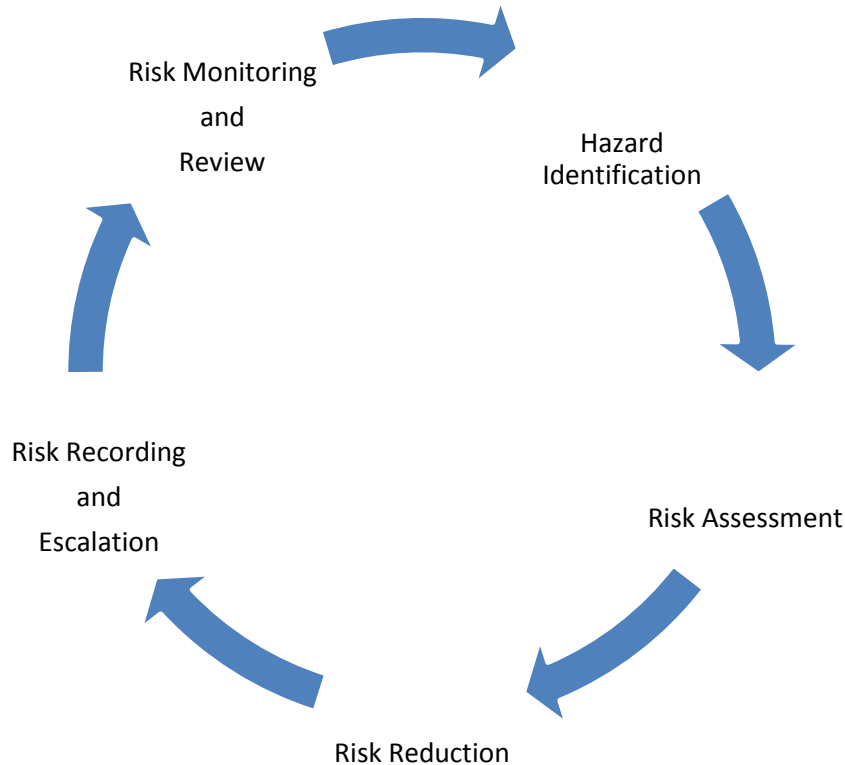 Risk Monitoring
and
Review
Hazard
Identification
Risk Assessment
Risk Reduction
Risk Recording
and
Escalation